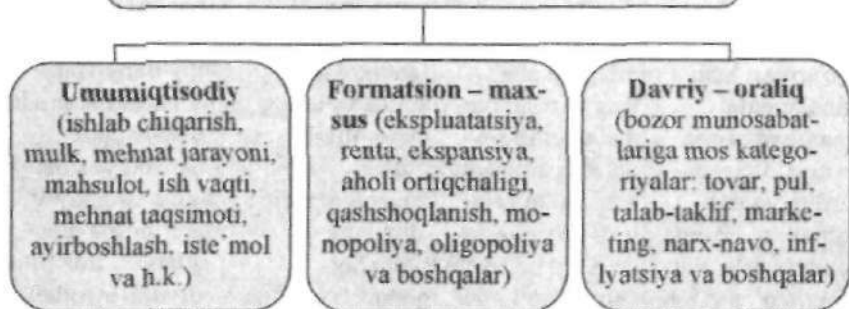 Umumiqtisodiy
(ishlab chiqarish,
mulk, mehnat jarayoni,
mahsulot, ish vaqti,
mehnat taqsimoti,
ayirboshlash, iste`mol
va h.k.)
Formatsion – max-
sus (ekspluatatsiya,
renta, ekspansiya,
aholi ortiqchaligi,
qashshoqlanish, mo-
nopoliya, oligopoliya
va boshqalar)
Davriy – oraliq
(bozor munosabat-
lariga mos katego-
riyalar: tovar, pul,
talab-taklif, marke-
ting, narx-navo, inf-
lyatsiya va boshqalar)